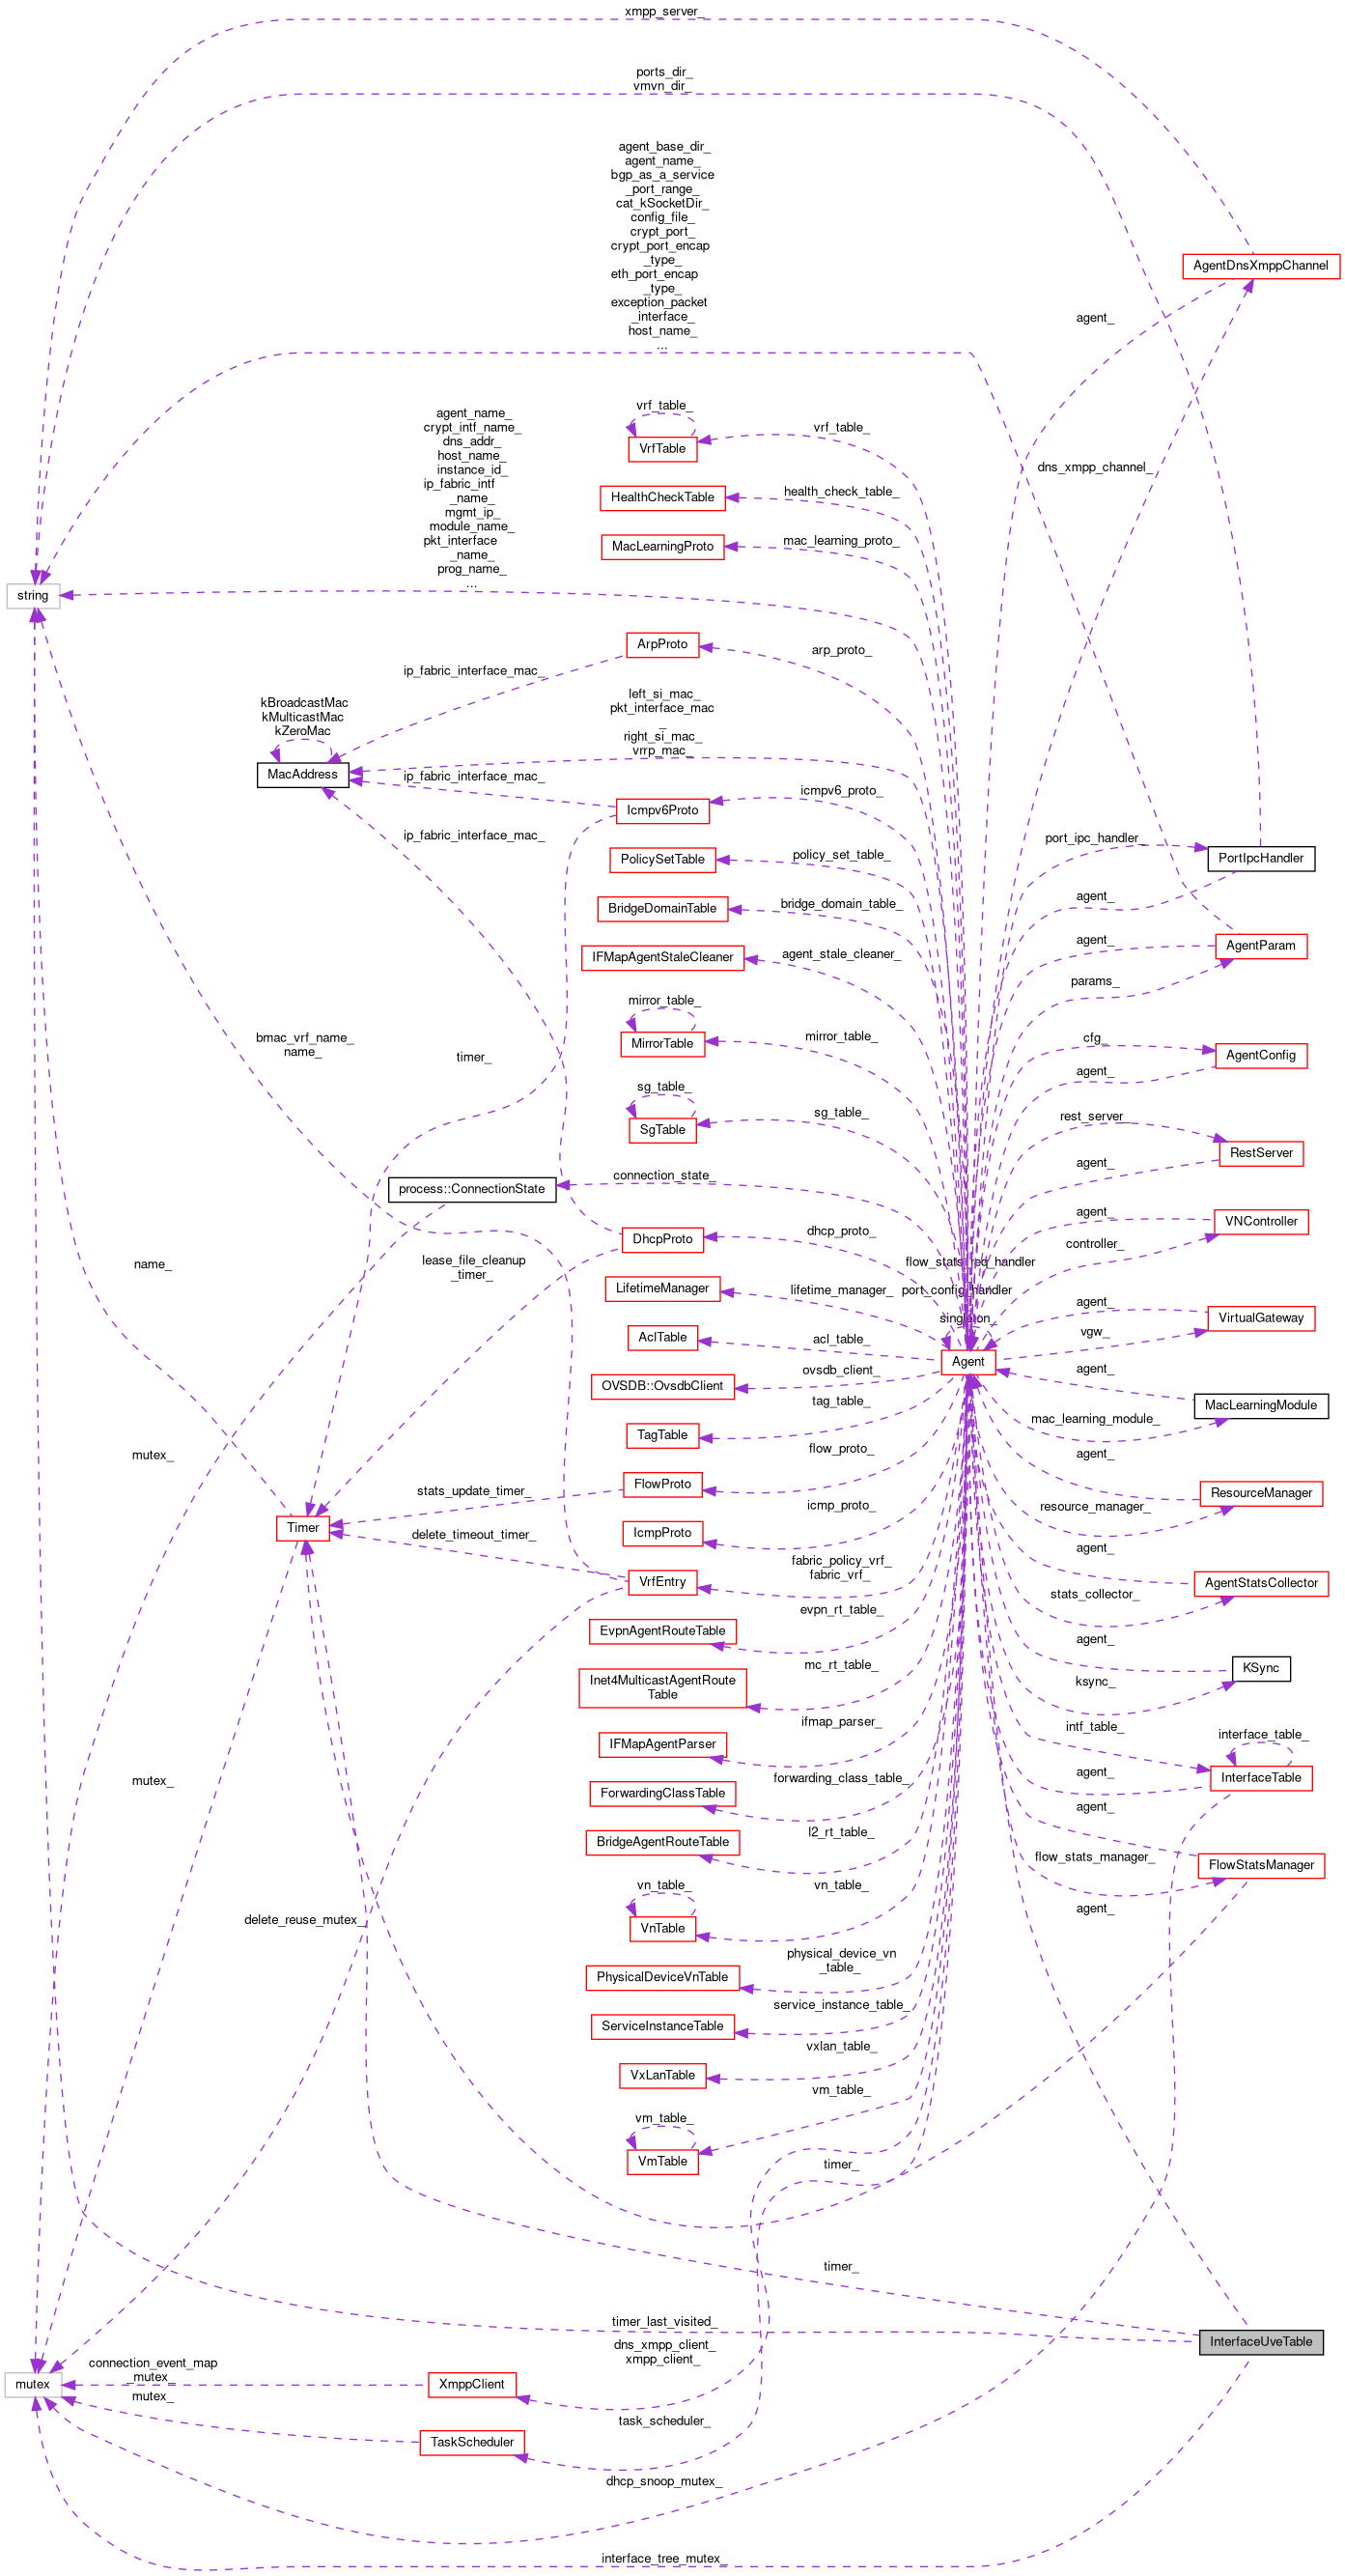 xmpp_server_
ports_dir_
vmvn_dir_
agent_base_dir_
agent_name_
bgp_as_a_service
_port_range_
cat_kSocketDir_
config_file_
crypt_port_
crypt_port_encap
_type_
eth_port_encap
_type_
exception_packet
_interface_
host_name_
...
AgentDnsXmppChannel
agent_
dns_xmpp_channel_
agent_name_
crypt_intf_name_
dns_addr_
host_name_
instance_id_
ip_fabric_intf
_name_
mgmt_ip_
module_name_
pkt_interface
_name_
prog_name_
...
vrf_table_
VrfTable
vrf_table_
HealthCheckTable
health_check_table_
MacLearningProto
mac_learning_proto_
string
ArpProto
arp_proto_
ip_fabric_interface_mac_
left_si_mac_
pkt_interface_mac
_
right_si_mac_
vrrp_mac_
kBroadcastMac
kMulticastMac
kZeroMac
MacAddress
ip_fabric_interface_mac_
Icmpv6Proto
icmpv6_proto_
ip_fabric_interface_mac_
port_ipc_handler_
PortIpcHandler
agent_
PolicySetTable
policy_set_table_
BridgeDomainTable
bridge_domain_table_
IFMapAgentStaleCleaner
agent_stale_cleaner_
agent_
AgentParam
params_
mirror_table_
MirrorTable
mirror_table_
cfg_
AgentConfig
agent_
bmac_vrf_name_
name_
timer_
sg_table_
SgTable
sg_table_
rest_server_
RestServer
agent_
process::ConnectionState
connection_state_
agent_
VNController
controller_
DhcpProto
dhcp_proto_
name_
lease_file_cleanup
_timer_
flow_stats_req_handler
port_config_handler
singleton_
Agent
LifetimeManager
lifetime_manager_
agent_
VirtualGateway
vgw_
AclTable
acl_table_
OVSDB::OvsdbClient
ovsdb_client_
agent_
MacLearningModule
mac_learning_module_
TagTable
tag_table_
mutex_
FlowProto
flow_proto_
stats_update_timer_
agent_
ResourceManager
resource_manager_
Timer
IcmpProto
icmp_proto_
delete_timeout_timer_
VrfEntry
fabric_policy_vrf_
fabric_vrf_
agent_
AgentStatsCollector
stats_collector_
EvpnAgentRouteTable
evpn_rt_table_
agent_
KSync
ksync_
Inet4MulticastAgentRoute
Table
mc_rt_table_
IFMapAgentParser
ifmap_parser_
intf_table_
interface_table_
InterfaceTable
agent_
mutex_
ForwardingClassTable
forwarding_class_table_
agent_
BridgeAgentRouteTable
l2_rt_table_
FlowStatsManager
flow_stats_manager_
agent_
delete_reuse_mutex_
vn_table_
VnTable
vn_table_
PhysicalDeviceVnTable
physical_device_vn
_table_
ServiceInstanceTable
service_instance_table_
VxLanTable
vxlan_table_
vm_table_
VmTable
vm_table_
timer_
timer_
timer_last_visited_
InterfaceUveTable
dns_xmpp_client_
xmpp_client_
connection_event_map
_mutex_
mutex
XmppClient
mutex_
TaskScheduler
task_scheduler_
dhcp_snoop_mutex_
interface_tree_mutex_